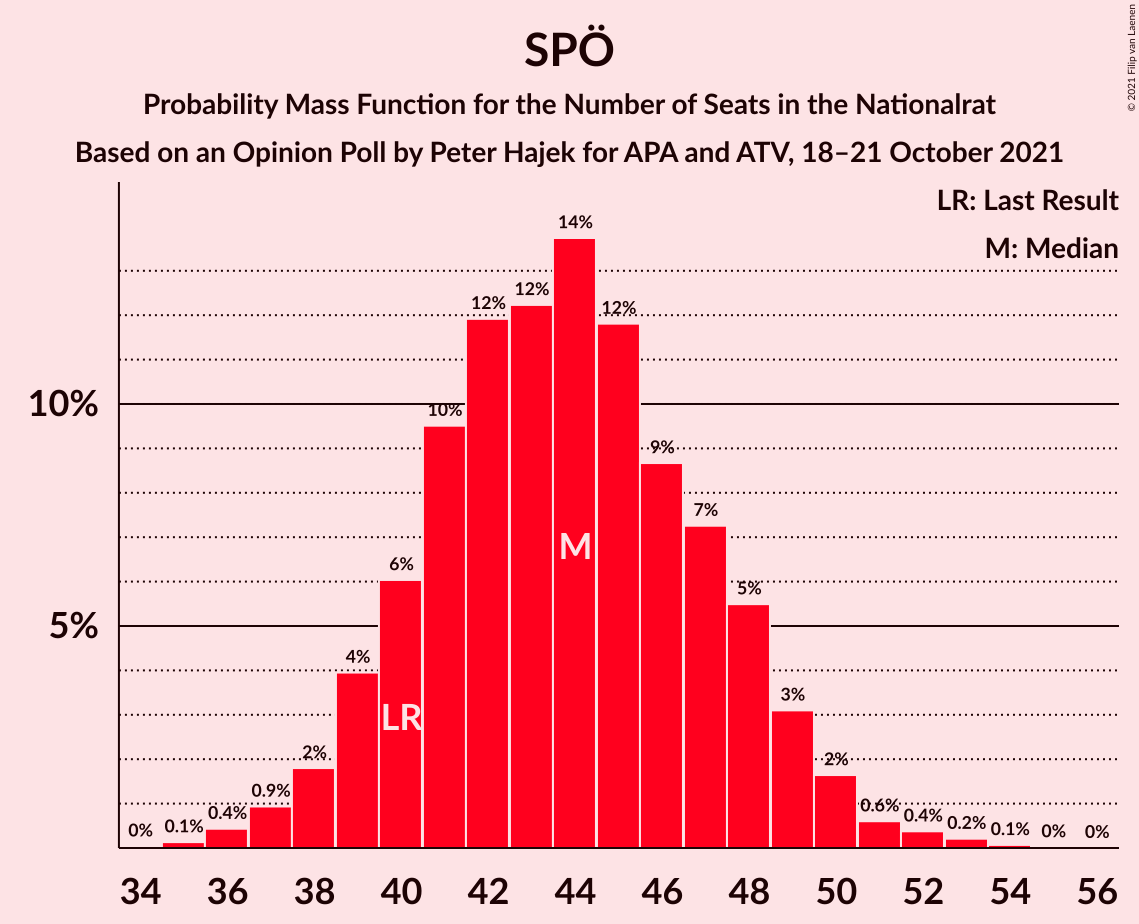 SPÖ
Probability Mass Function for the Number of Seats in the Nationalrat
Based on an Opinion Poll by Peter Hajek for APA and ATV, 18–21 October 2021
© 2021 Filip van Laenen
LR: Last Result
M: Median
10%
5%
0%
0.1%
0.4%
0.9%
2%
4%
6%
10%
12%
12%
14%
12%
9%
7%
5%
3%
2%
0.6%
0.4%
0.2%
0.1%
0%
0%
LR
M
34 36 38 40 42 44 46 48 50 52 54 56